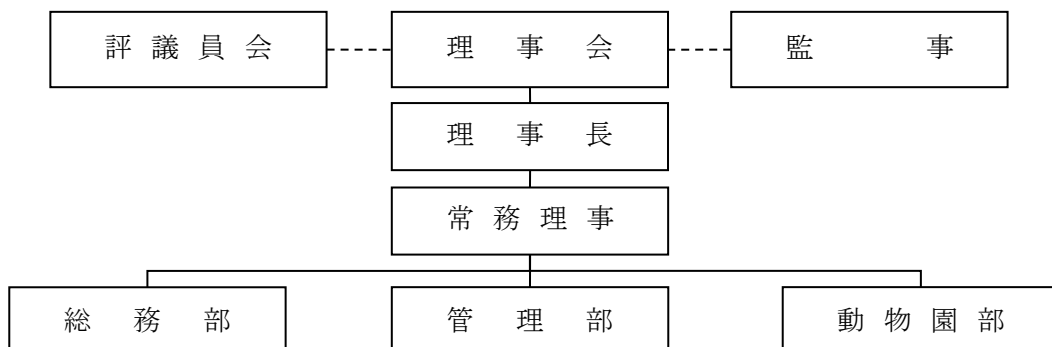 評議員会 理事会 監事
理事長
常務理事
総務部 管理部 動物園部